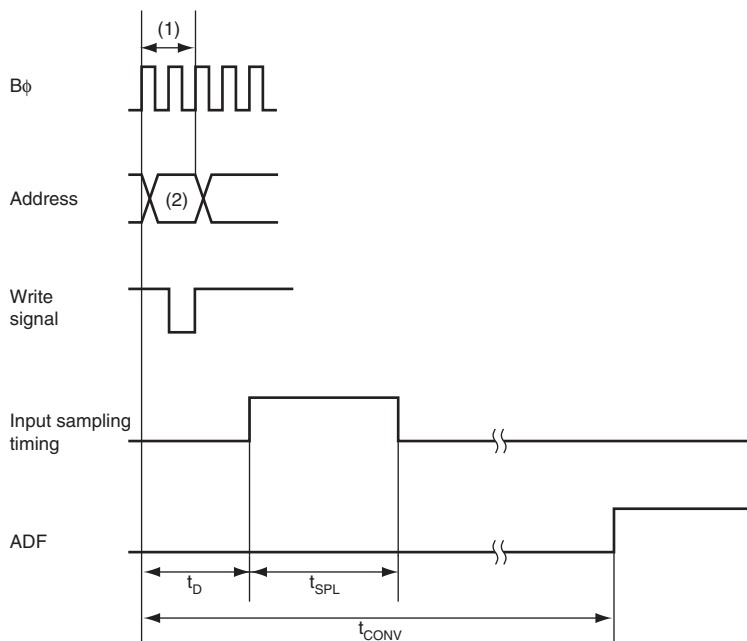 (1)
Bϕ
Address
(2)
Write
signal
Input sampling
timing
ADF
tD
tSPL
tCONV